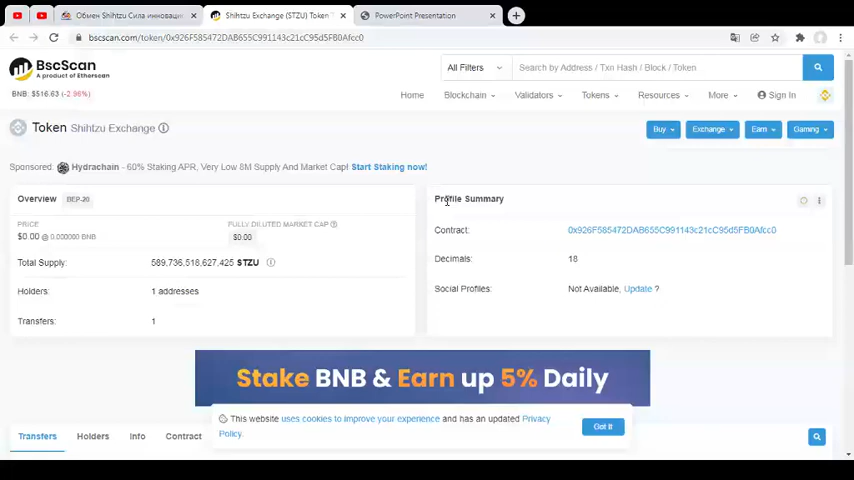 Обмен Shihtzu Сила инноваци
Shihtzu Exchange (STZU) Token T
PowerPoint Presentation
bscscan.com/token/0x926F585472DAB655C991143c21cC95d5FB0Afcc0
BscScan
A product of Etherscan
All Filters
Search by Address / Txn Hash / Block / Token
BNB: $516.63 (-2.96%)
Home
Blockchain
Validators
Tokens
Resources
More
Sign In
Token Shihtzu Exchange
Buy
Exchange
Earn
Gaming
Sponsored: Hydrachain - 60% Staking APR, Very Low 8M Supply And Market Cap! Start Staking now!
Overview BEP-20
PRICE
$0.00 @ 0.000000 BNB
FULLY DILUTED MARKET CAP
$0.00
Total Supply: 589,736,518,627,425 STZU
Holders: 1 addresses
Transfers: 1
Profile Summary
Contract: 0x926F585472DAB655C991143c21cC95d5FB0Afcc0
Decimals: 18
Social Profiles: Not Available, Update ?
Stake BNB & Earn up 5% Daily
This website uses cookies to improve your experience and has an updated Privacy
Policy.
Got It
Transfers
Holders
Info
Contract